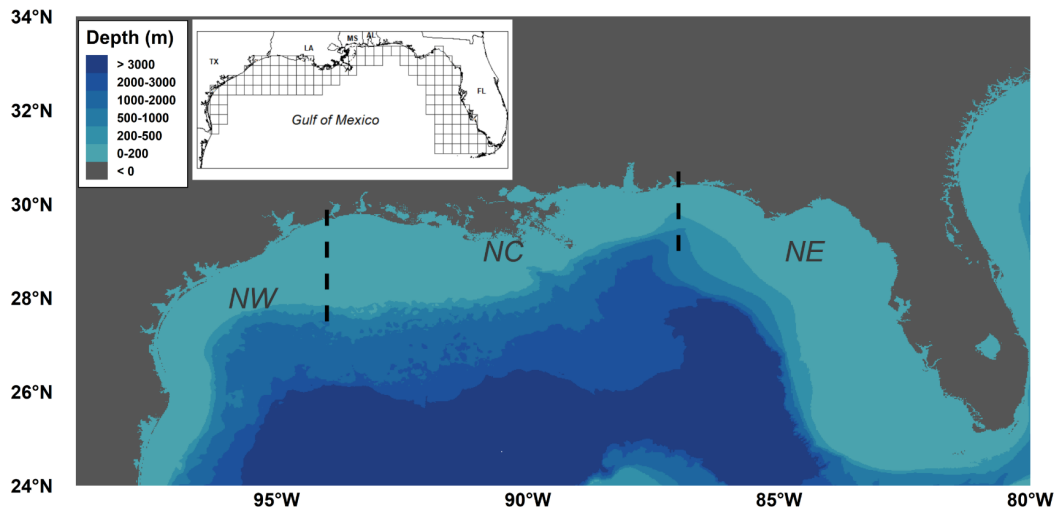 34°N
32°N
30°N
28°N
26°N
24°N
Depth (m)
> 3000
2000-3000
1000-2000
500-1000
200-500
0-200
< 0
TX
LA
MS
AL
FL
Gulf of Mexico
NW
NC
NE
95°W
90°W
85°W
80°W